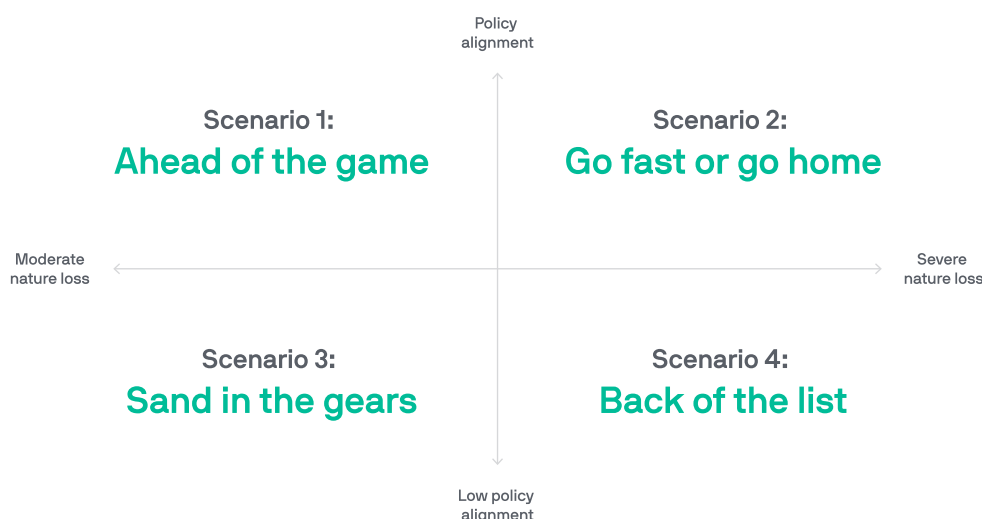 Policy
alignment
Scenario 1:
Ahead of the game
Scenario 2:
Go fast or go home
Moderate
nature loss
Severe
nature loss
Scenario 3:
Sand in the gears
Scenario 4:
Back of the list
Low policy
alignment